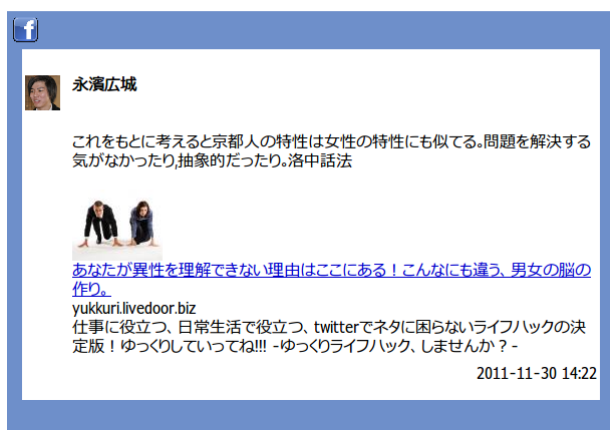 f
永濱広城
これをもとに考えると京都人の特性は女性の特性にも似てる。問題を解決する
気がなかったり,抽象的だったり。洛中話法
あなたが異性を理解できない理由はここにある！こんなにも違う、男女の脳の
作り。
yukkuri.livedoor.biz
仕事に役立つ、日常生活で役立つ、twitterでネタに困らないライフハックの決
定版！ゆっくりしていってね!!! -ゆっくりライフハック、しませんか？-
2011-11-30 14:22